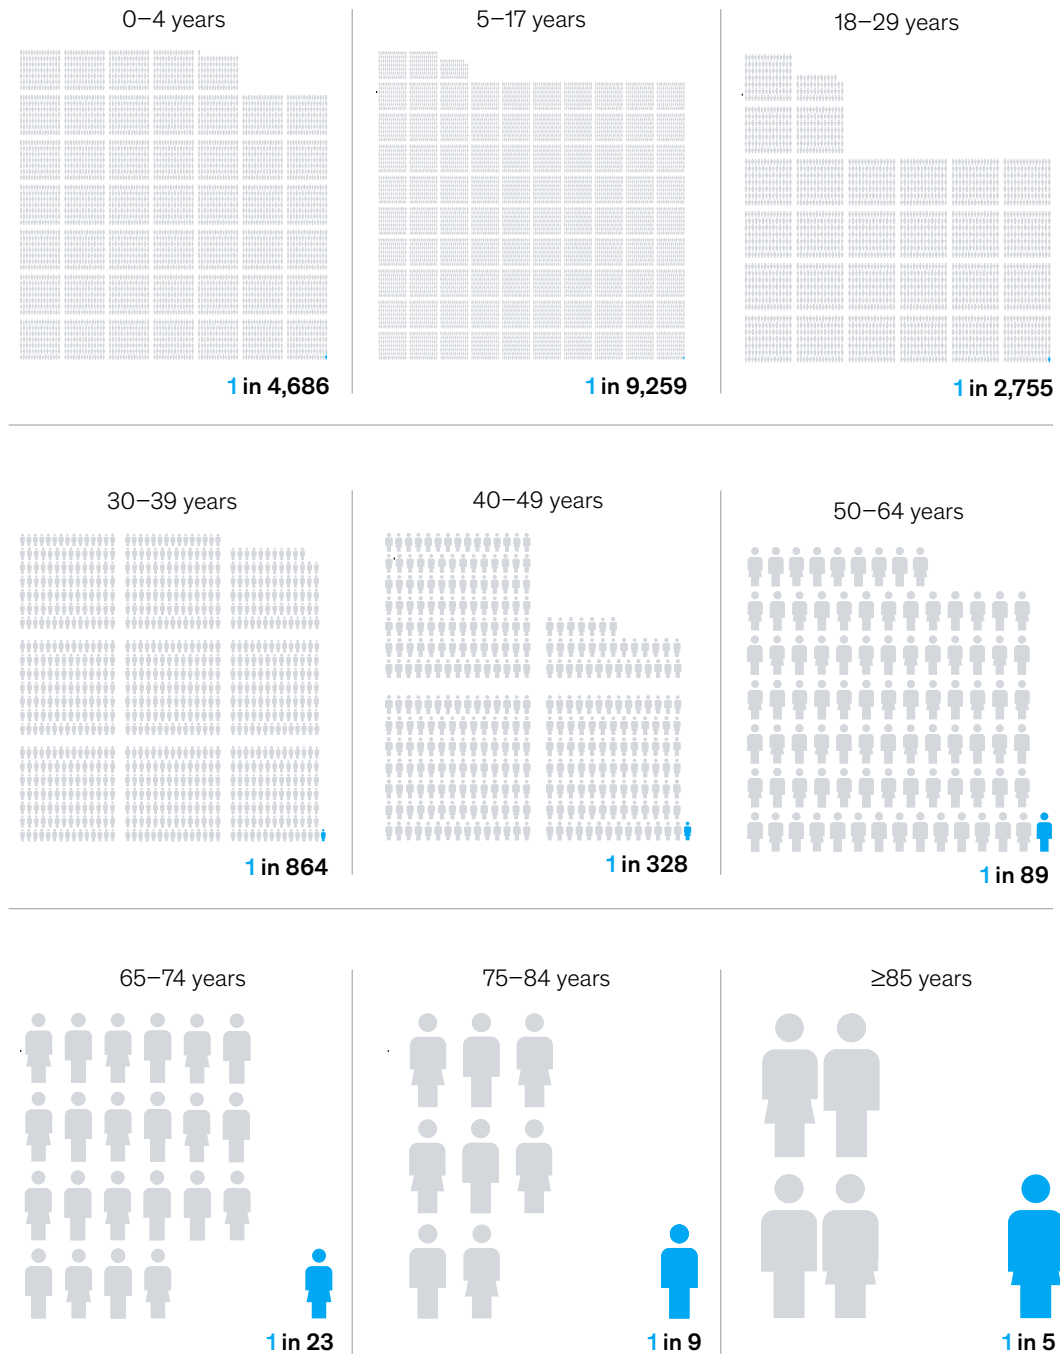 0–4 years
5–17 years
18–29 years
1 in 4,686
1 in 9,259
1 in 2,755
30–39 years
40–49 years
50–64 years
1 in 864
1 in 328
1 in 89
65–74 years
75–84 years
≥85 years
1 in 23
1 in 9
1 in 5